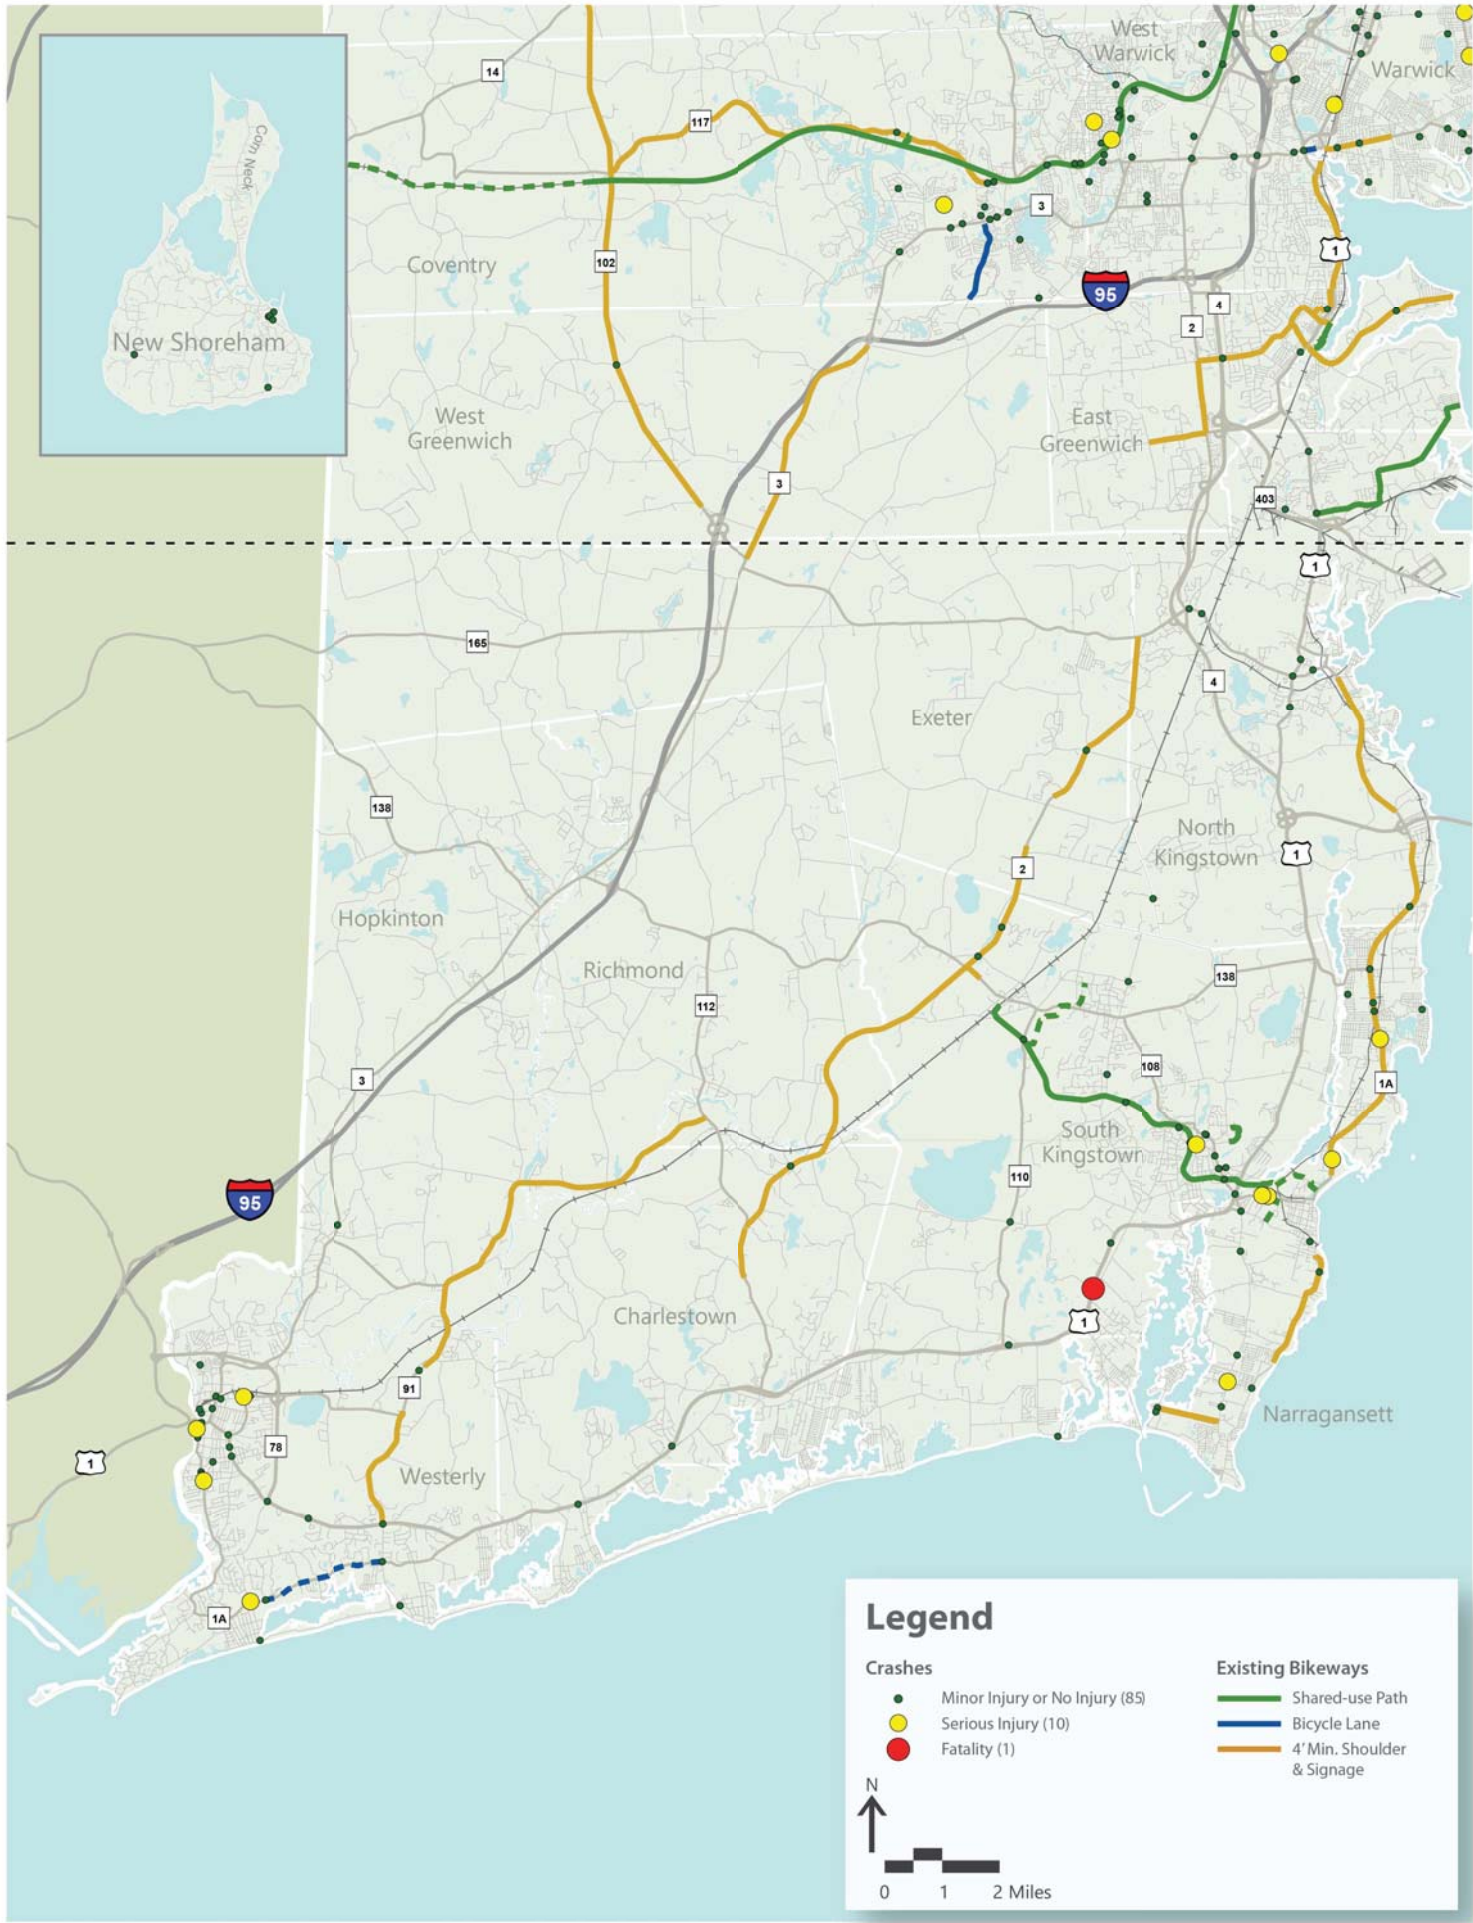 West
Warwick
Warwick
14
117
Corn Neck
3
1
102
Coventry
95
4
2
New Shoreham
West
Greenwich
East
Greenwich
3
403
1
165
4
Exeter
138
North
Kingstown
1
2
Hopkinton
Richmond
138
112
3
108
1A
South
Kingstown
110
95
Charlestown
1
91
Narragansett
78
1
Westerly
1A
Legend
Crashes
Minor Injury or No Injury (85)
Serious Injury (10)
Fatality (1)
Existing Bikeways
Shared-use Path
Bicycle Lane
4' Min. Shoulder
& Signage
N
0 1 2 Miles